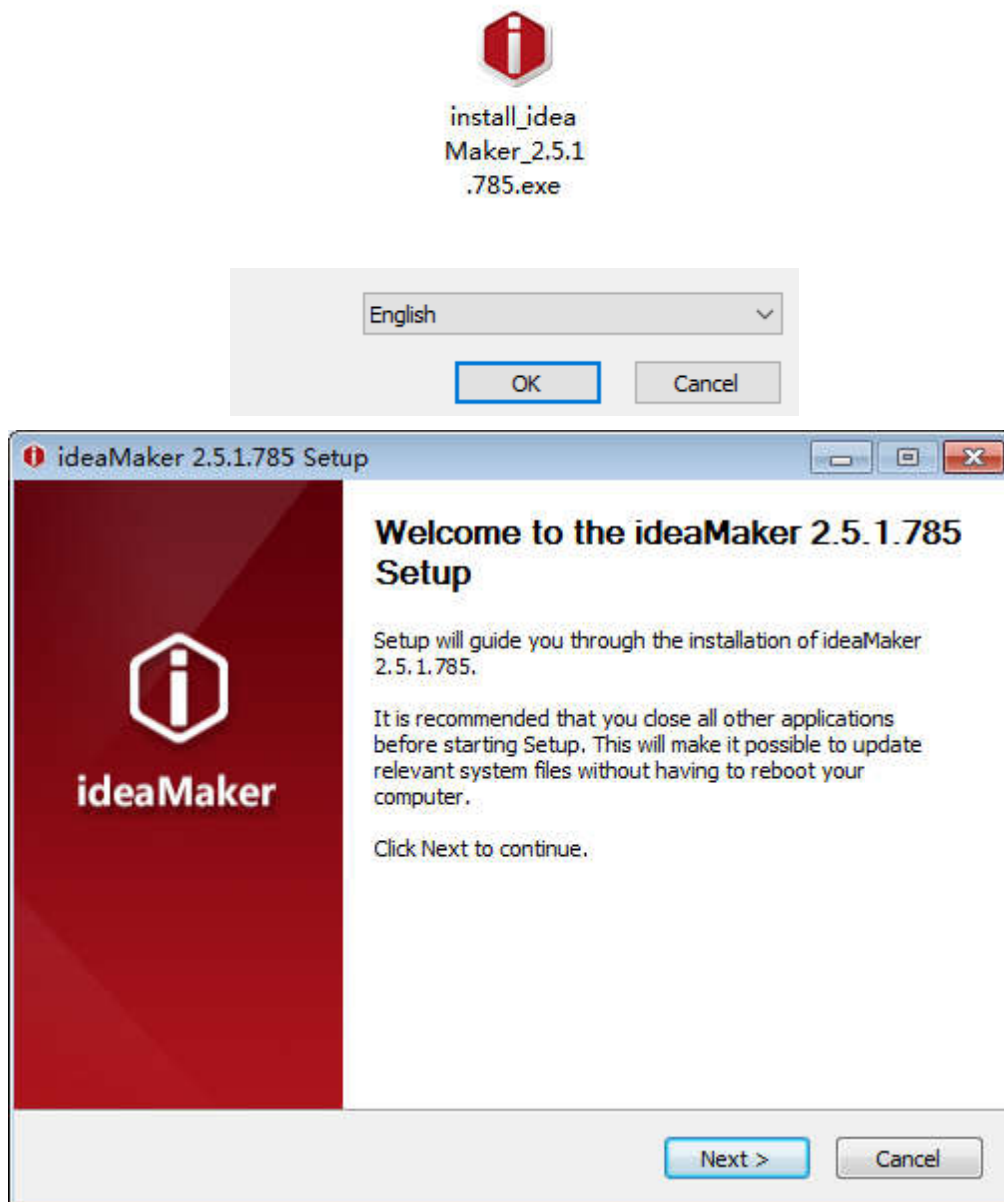 install_idea
Maker_2.5.1
.785.exe
English
OK Cancel
ideaMaker 2.5.1.785 Setup
ideaMaker
Welcome to the ideaMaker 2.5.1.785
Setup
Setup will guide you through the installation of ideaMaker
2.5.1.785.
It is recommended that you close all other applications
before starting Setup. This will make it possible to update
relevant system files without having to reboot your
computer.
Click Next to continue.
Next > Cancel